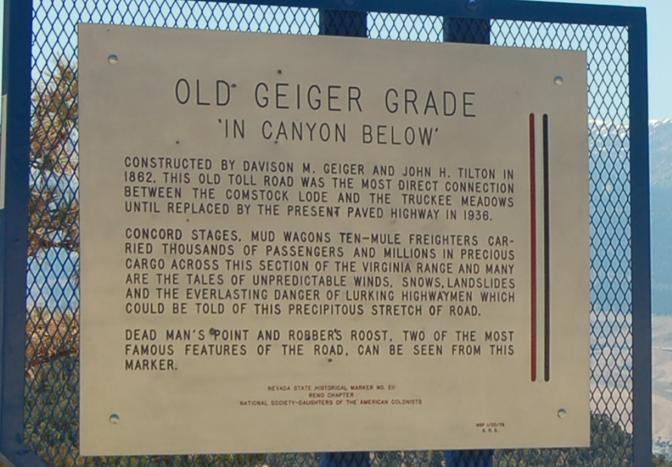 OLD GEIGER GRADE
'IN CANYON BELOW'
CONSTRUCTED BY DAVISON M. GEIGER AND JOHN H. TILTON IN
1862, THIS OLD TOLL ROAD WAS THE MOST DIRECT CONNECTION
BETWEEN THE COMSTOCK LODE AND THE TRUCKEE MEADOWS
UNTIL REPLACED BY THE PRESENT PAVED HIGHWAY IN 1936.
CONCORD STAGES, MUD WAGONS TEN-MULE FREIGHTERS CAR-
RIED THOUSANDS OF PASSENGERS AND MILLIONS IN PRECIOUS
CARGO ACROSS THIS SECTION OF THE VIRGINIA RANGE AND MANY
ARE THE TALES OF UNPREDICTABLE WINDS, SNOWS, LANDSLIDES
AND THE EVERLASTING DANGER OF LURKING HIGHWAYMEN WHICH
COULD BE TOLD OF THIS PRECIPITOUS STRETCH OF ROAD.
DEAD MAN'S POINT AND ROBBER'S ROOST, TWO OF THE MOST
FAMOUS FEATURES OF THE ROAD, CAN BE SEEN FROM THIS
MARKER.
NEVADA STATE HISTORICAL MARKER NO.
RENO CHAPTER
NATIONAL SOCIETY-DAUGHTERS OF THE AMERICAN COLONISTS